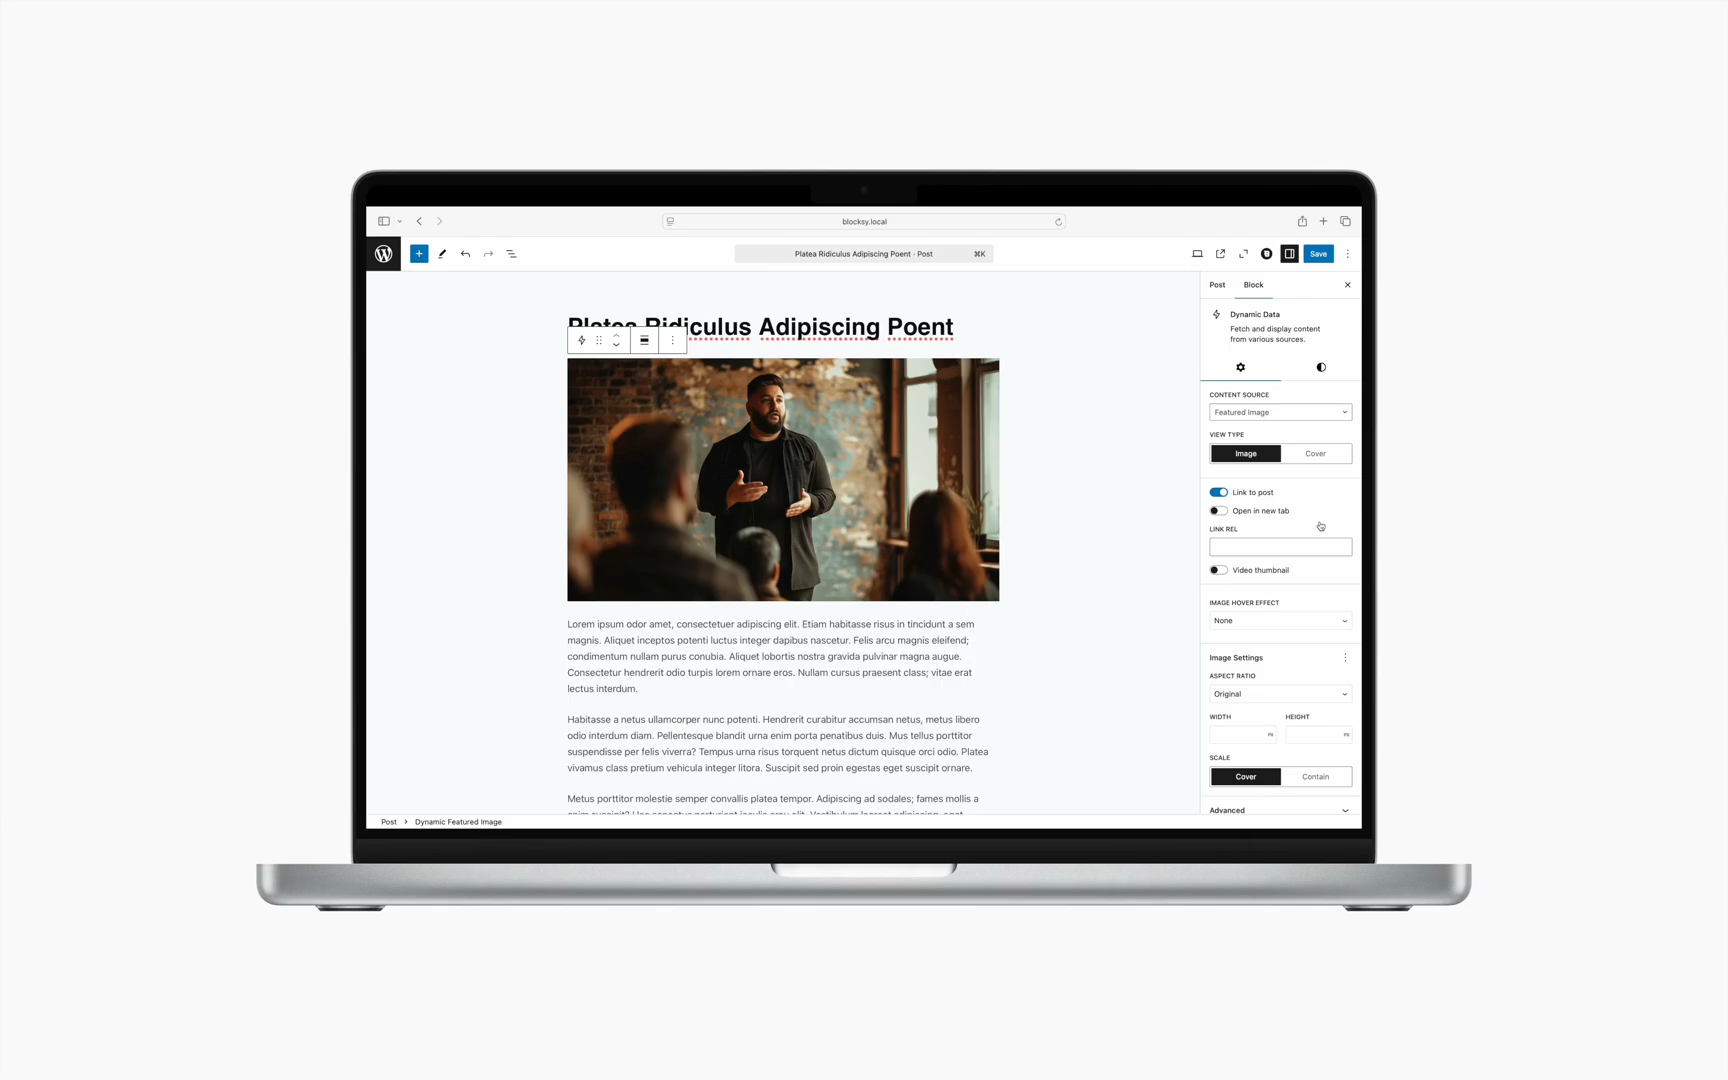 blocksy.local
Platea Ridiculus Adipiscing Poent · Post ⌘K
Save
Post Block
Dynamic Data
Fetch and display content
from various sources.
CONTENT SOURCE
Featured Image
VIEW TYPE
Image Cover
Link to post
Open in new tab
LINK REL
Video thumbnail
IMAGE HOVER EFFECT
None
Image Settings
ASPECT RATIO
Original
WIDTH HEIGHT
PX PX
SCALE
Cover Contain
Advanced
Platea Ridiculus Adipiscing Poent
Lorem ipsum odor amet, consectetuer adipiscing elit. Etiam habitasse risus in tincidunt a sem
magnis. Aliquet inceptos potenti luctus integer dapibus nascetur. Felis arcu magnis eleifend;
condimentum nullam purus conubia. Aliquet lobortis nostra gravida pulvinar magna augue.
Consectetur hendrerit odio turpis lorem ornare eros. Nullam cursus praesent class; vitae erat
lectus interdum.
Habitasse a netus ullamcorper nunc potenti. Hendrerit curabitur accumsan netus, metus libero
odio interdum diam. Pellentesque blandit urna enim porta penatibus duis. Mus tellus porttitor
suspendisse per felis viverra? Tempus urna risus torquent netus dictum quisque orci odio. Platea
vivamus class pretium vehicula integer litora. Suscipit sed proin egestas eget suscipit ornare.
Metus porttitor molestie semper convallis platea tempor. Adipiscing ad sodales; fames mollis a
Post > Dynamic Featured Image